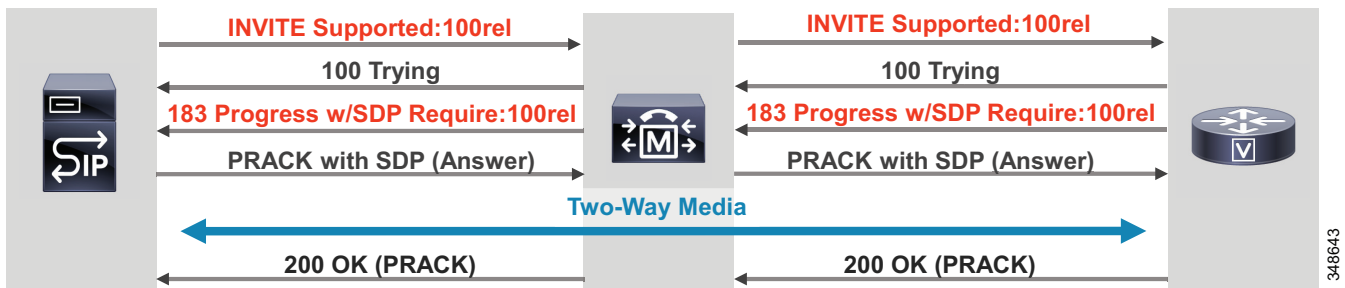 INVITE Supported:100rel
INVITE Supported:100rel
100 Trying
100 Trying
183 Progress w/SDP Require:100rel
183 Progress w/SDP Require:100rel
SIP
M
V
PRACK with SDP (Answer)
PRACK with SDP (Answer)
Two-Way Media
200 OK (PRACK)
200 OK (PRACK)
348643